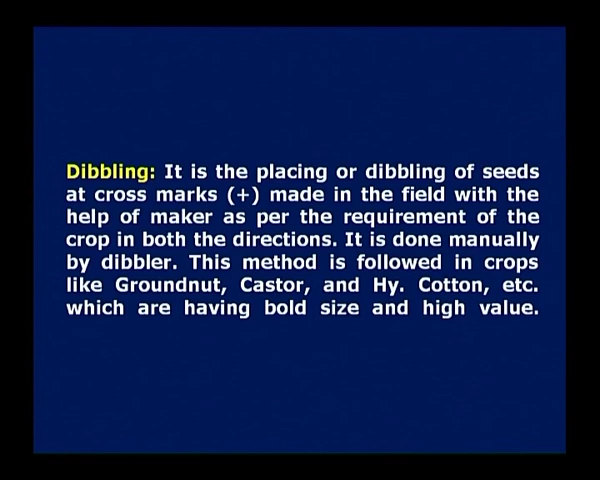 Dibbling: It is the placing or dibbling of seeds
at cross marks (+) made in the field with the
help of maker as per the requirement of the
crop in both the directions. It is done manually
by dibbler. This method is followed in crops
like Groundnut, Castor, and Hy. Cotton, etc.
which are having bold size and high value.